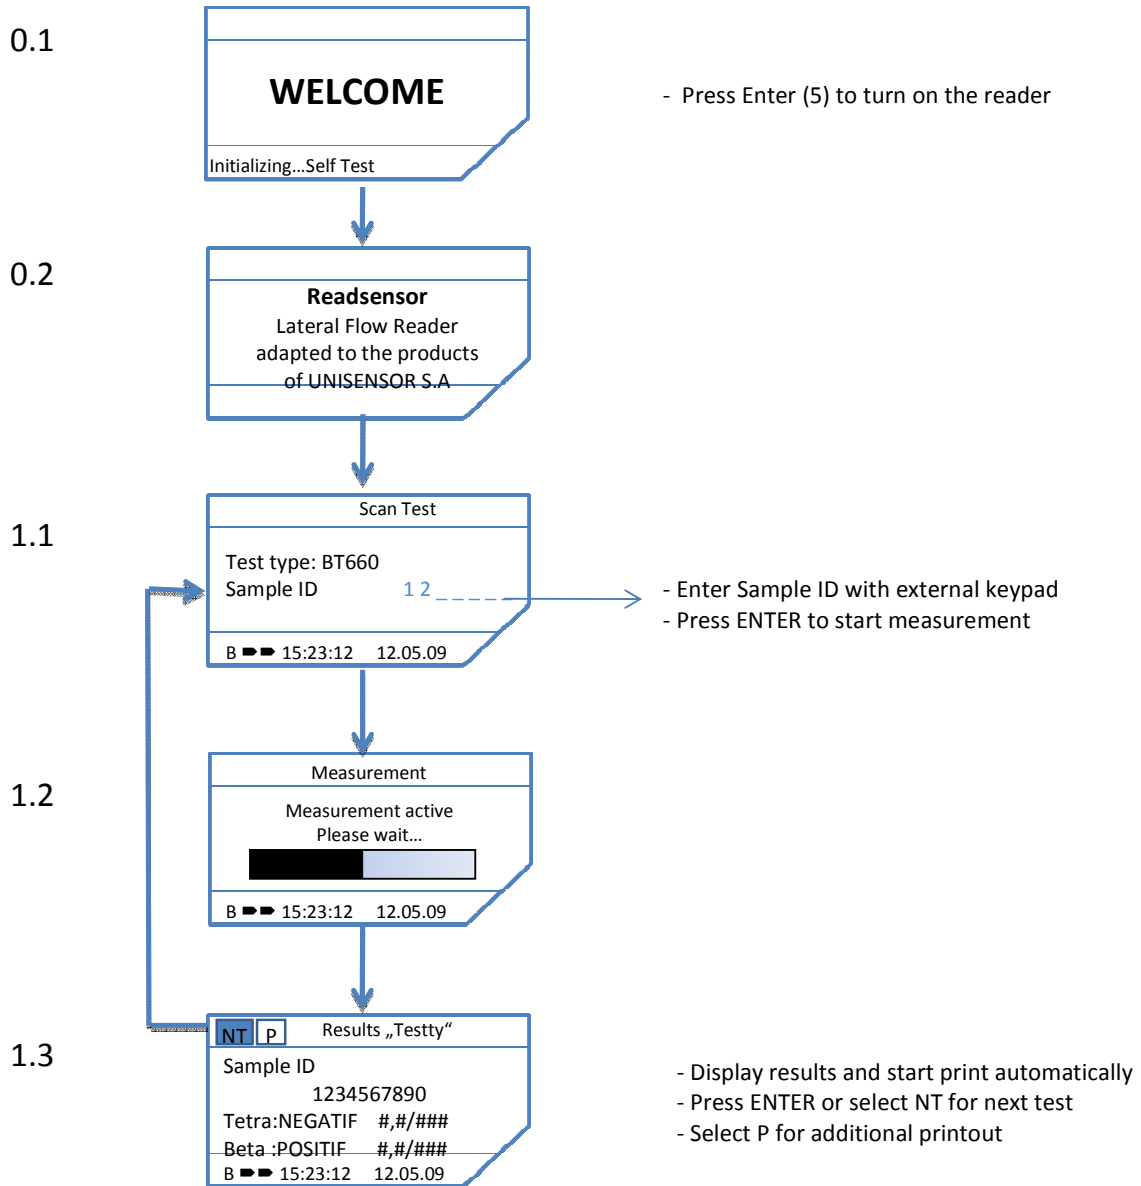 0.1
WELCOME
- Press Enter (5) to turn on the reader
Initializing...Self Test
0.2
Readsensor
Lateral Flow Reader
adapted to the products
of UNISENSOR S.A
Scan Test
1.1
Test type: BT660
Sample ID 1 2 _ _ _ _
- Enter Sample ID with external keypad
- Press ENTER to start measurement
B 15:23:12 12.05.09
Measurement
1.2
Measurement active
Please wait...
B 15:23:12 12.05.09
NT P Results „Testty“
1.3
Sample ID
1234567890
Tetra:NEGATIF #,#/###
Beta :POSITIF #,#/###
B 15:23:12 12.05.09
- Display results and start print automatically
- Press ENTER or select NT for next test
- Select P for additional printout